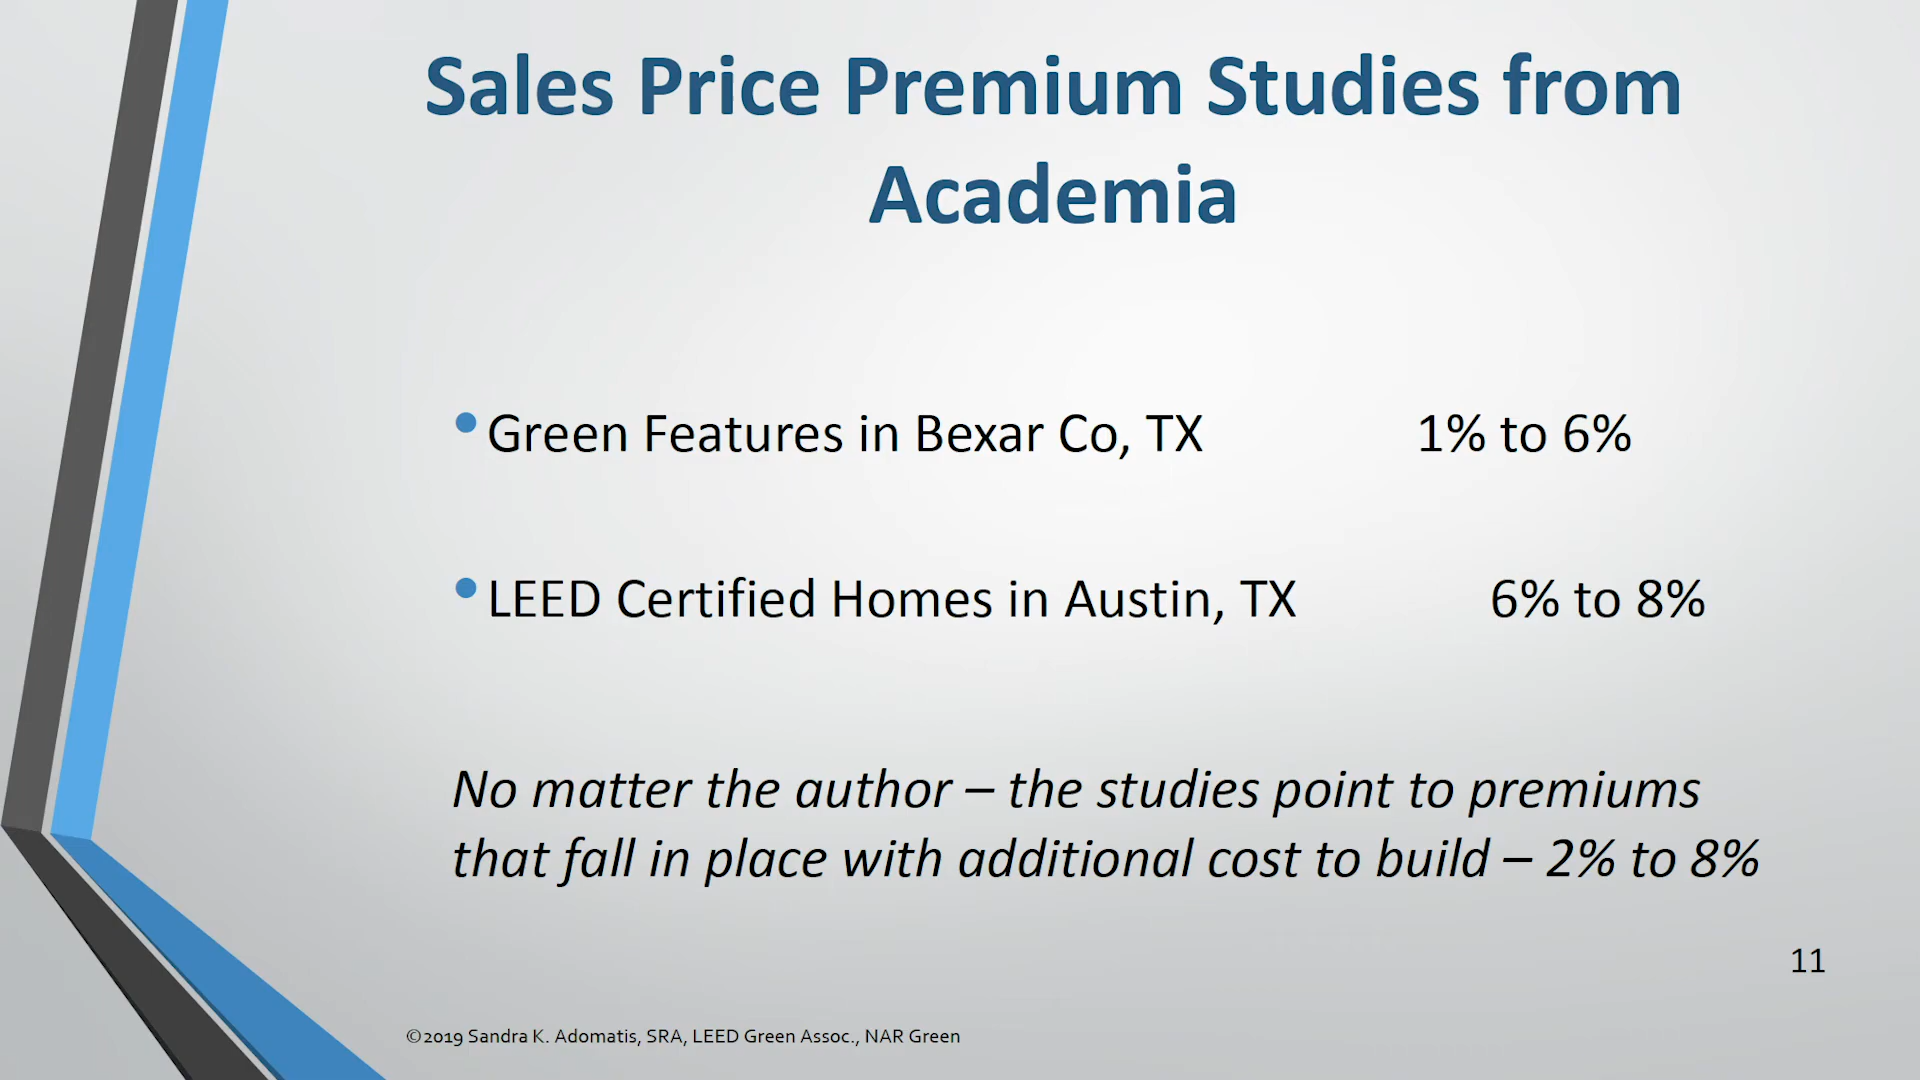 Sales Price Premium Studies from
Academia
• Green Features in Bexar Co, TX 1% to 6%
• LEED Certified Homes in Austin, TX 6% to 8%
No matter the author – the studies point to premiums
that fall in place with additional cost to build – 2% to 8%
11
©2019 Sandra K. Adomatis, SRA, LEED Green Assoc., NAR Green